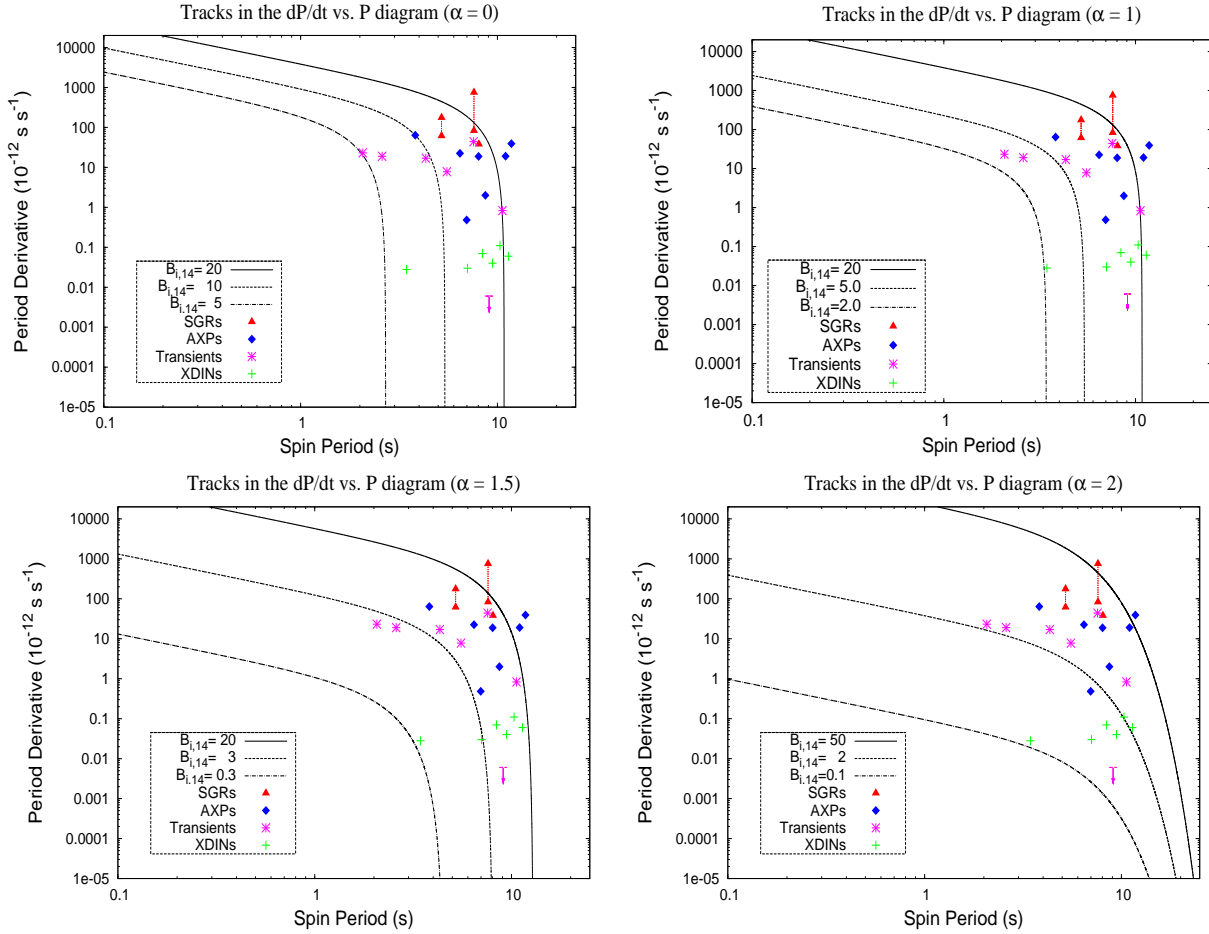 Tracks in the dP/dt vs. P diagram (α = 0)
Period Derivative (10⁻¹² s s⁻¹)
10000
1000
100
10
1
0.1
0.01
0.001
0.0001
1e-05
B_i,14= 20
B_i,14= 10
B_i,14= 5
SGRs
AXPs
Transients
XDINs
0.1
1
10
Spin Period (s)
Tracks in the dP/dt vs. P diagram (α = 1)
Period Derivative (10⁻¹² s s⁻¹)
10000
1000
100
10
1
0.1
0.01
0.001
0.0001
1e-05
B_i,14= 20
B_i,14= 5.0
B_i,14=2.0
SGRs
AXPs
Transients
XDINs
0.1
1
10
Spin Period (s)
Tracks in the dP/dt vs. P diagram (α = 1.5)
Period Derivative (10⁻¹² s s⁻¹)
10000
1000
100
10
1
0.1
0.01
0.001
0.0001
1e-05
B_i,14= 20
B_i,14= 3
B_i,14= 0.3
SGRs
AXPs
Transients
XDINs
0.1
1
10
Spin Period (s)
Tracks in the dP/dt vs. P diagram (α = 2)
Period Derivative (10⁻¹² s s⁻¹)
10000
1000
100
10
1
0.1
0.01
0.001
0.0001
1e-05
B_i,14= 50
B_i,14= 2
B_i,14=0.1
SGRs
AXPs
Transients
XDINs
0.1
1
10
Spin Period (s)